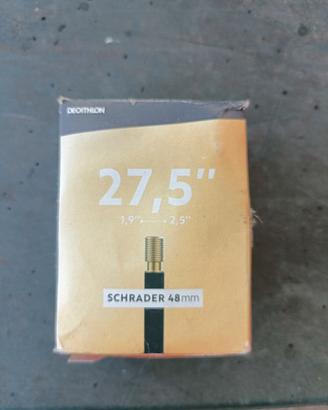 DECATHLON
27,5"
1,9" 2,5"
SCHRADER 48mm